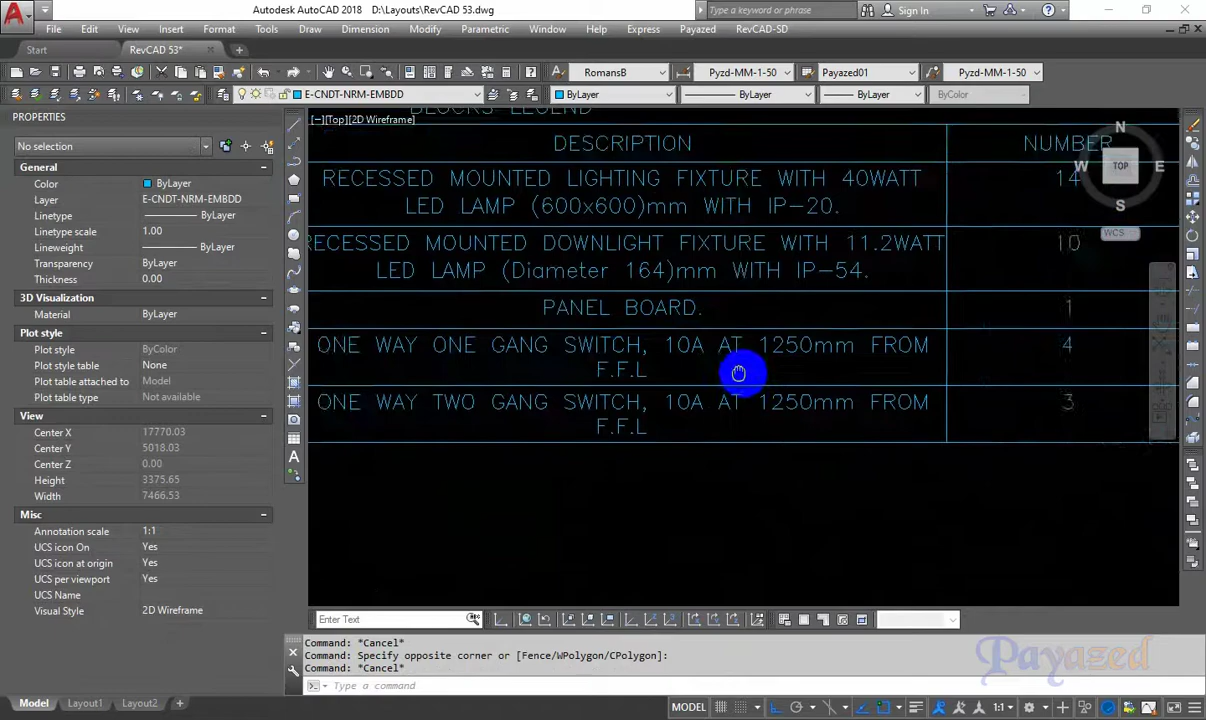 Autodesk AutoCAD 2018 D:\Layouts\RevCAD 53.dwg
Type a keyword or phrase
Sign In
File Edit View Insert Format Tools Draw Dimension Modify Parametric Window Help Express Payazed RevCAD-SD
Start RevCAD 53*
RomansB Pyzd-MM-1-50 Payazed01 Pyzd-MM-1-50
E-CNDT-NRM-EMBDD ByLayer ByLayer ByLayer ByColor
PROPERTIES
No selection
General
Color ByLayer
Layer E-CNDT-NRM-EMBDD
Linetype ByLayer
Linetype scale 1.00
Lineweight ByLayer
Transparency ByLayer
Thickness 0.00
3D Visualization
Material ByLayer
Plot style
Plot style ByColor
Plot style table None
Plot table attached to Model
Plot table type Not available
View
Center X 17770.03
Center Y 5018.03
Center Z 0.00
Height 3375.65
Width 7466.53
Misc
Annotation scale 1:1
UCS icon On Yes
UCS icon at origin Yes
UCS per viewport Yes
UCS Name
Visual Style 2D Wireframe
BLOCKS LEGEND
[−][Top][2D Wireframe]
DESCRIPTION NUMBER
RECESSED MOUNTED LIGHTING FIXTURE WITH 40WATT 14
LED LAMP (600x600)mm WITH IP-20.
RECESSED MOUNTED DOWNLIGHT FIXTURE WITH 11.2WATT 10
LED LAMP (Diameter 164)mm WITH IP-54.
PANEL BOARD. 1
ONE WAY ONE GANG SWITCH, 10A AT 1250mm FROM 4
F.F.L
ONE WAY TWO GANG SWITCH, 10A AT 1250mm FROM 3
F.F.L
N
W TOP E
S
WCS
Enter Text
Command: *Cancel*
Command: Specify opposite corner or [Fence/WPolygon/CPolygon]:
Command: *Cancel*
Type a command
Payazed
Model Layout1 Layout2
MODEL 1:1